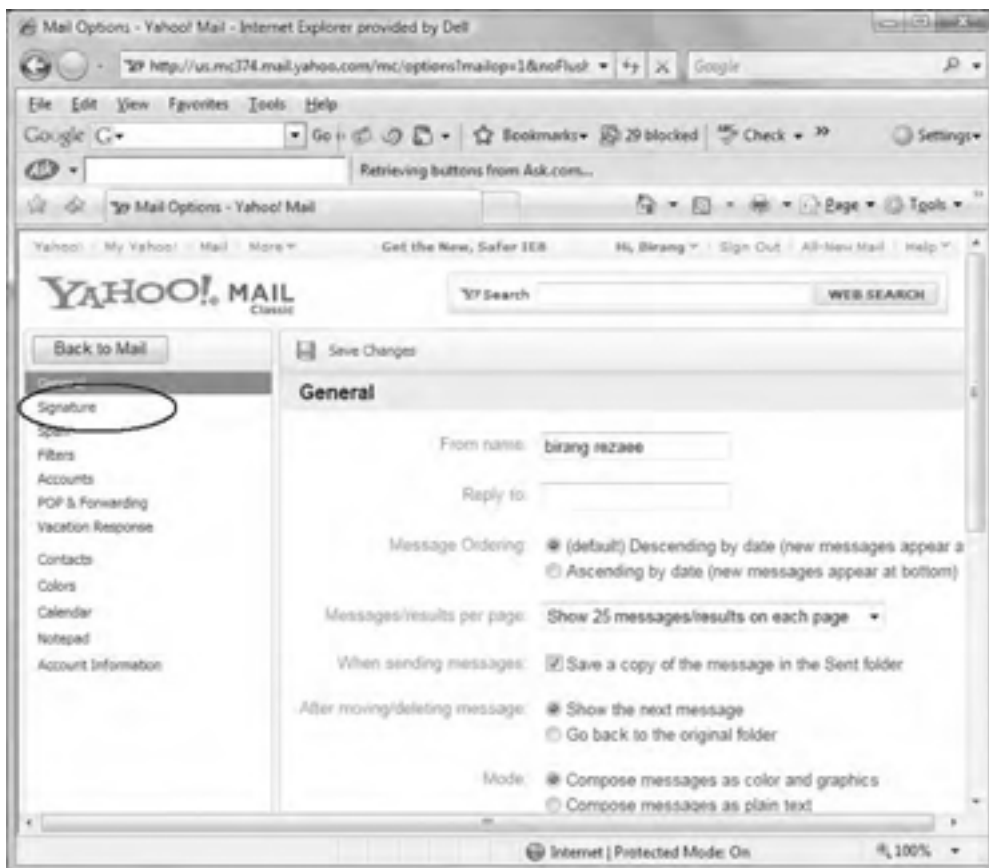 Mail Options - Yahoo! Mail - Internet Explorer provided by Dell
http://us.mc374.mail.yahoo.com/mc/options?mailop=1&noFlush
Google
File Edit View Favorites Tools Help
Google G
Go
Bookmarks
29 blocked
Check
Settings
Retrieving buttons from Ask.com...
Mail Options - Yahoo! Mail
Page
Tools
Yahoo! My Yahoo! Mail More
Get the New, Safer IE8
Hi, Birang
Sign Out
All-New Mail
Help
YAHOO! MAIL
Classic
Search
WEB SEARCH
Back to Mail
Save Changes
General
Signature
Spam
Filters
Accounts
POP & Forwarding
Vacation Response
Contacts
Colors
Calendar
Notepad
Account Information
General
From name: birang rezaee
Reply to:
Message Ordering: (default) Descending by date (new messages appear a
Ascending by date (new messages appear at bottom)
Messages/results per page: Show 25 messages/results on each page
When sending messages: Save a copy of the message in the Sent folder
After moving/deleting message: Show the next message
Go back to the original folder
Mode: Compose messages as color and graphics
Compose messages as plain text
Internet | Protected Mode: On
100%